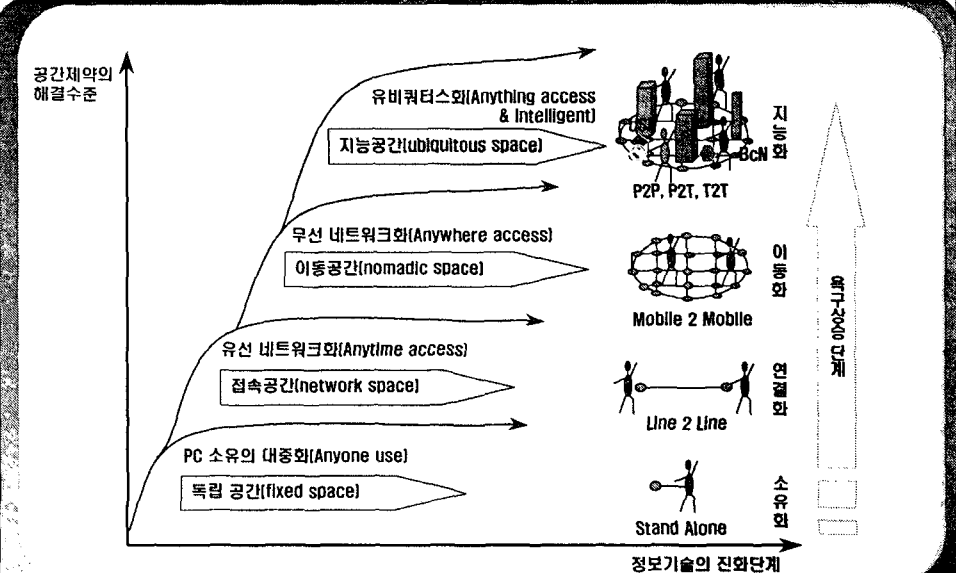 공간제약의
해결수준
유비쿼터스화(Anything access
& Intelligent)
지능공간(ubiquitous space)
BcN
P2P, P2T, T2T
지능화
무선 네트워크화(Anywhere access)
이동공간(nomadic space)
Mobile 2 Mobile
이동화
유선 네트워크화(Anytime access)
접속공간(network space)
Line 2 Line
연결화
PC 소유의 대중화(Anyone use)
독립 공간(fixed space)
Stand Alone
소유화
욕구상승 단계
정보기술의 진화단계